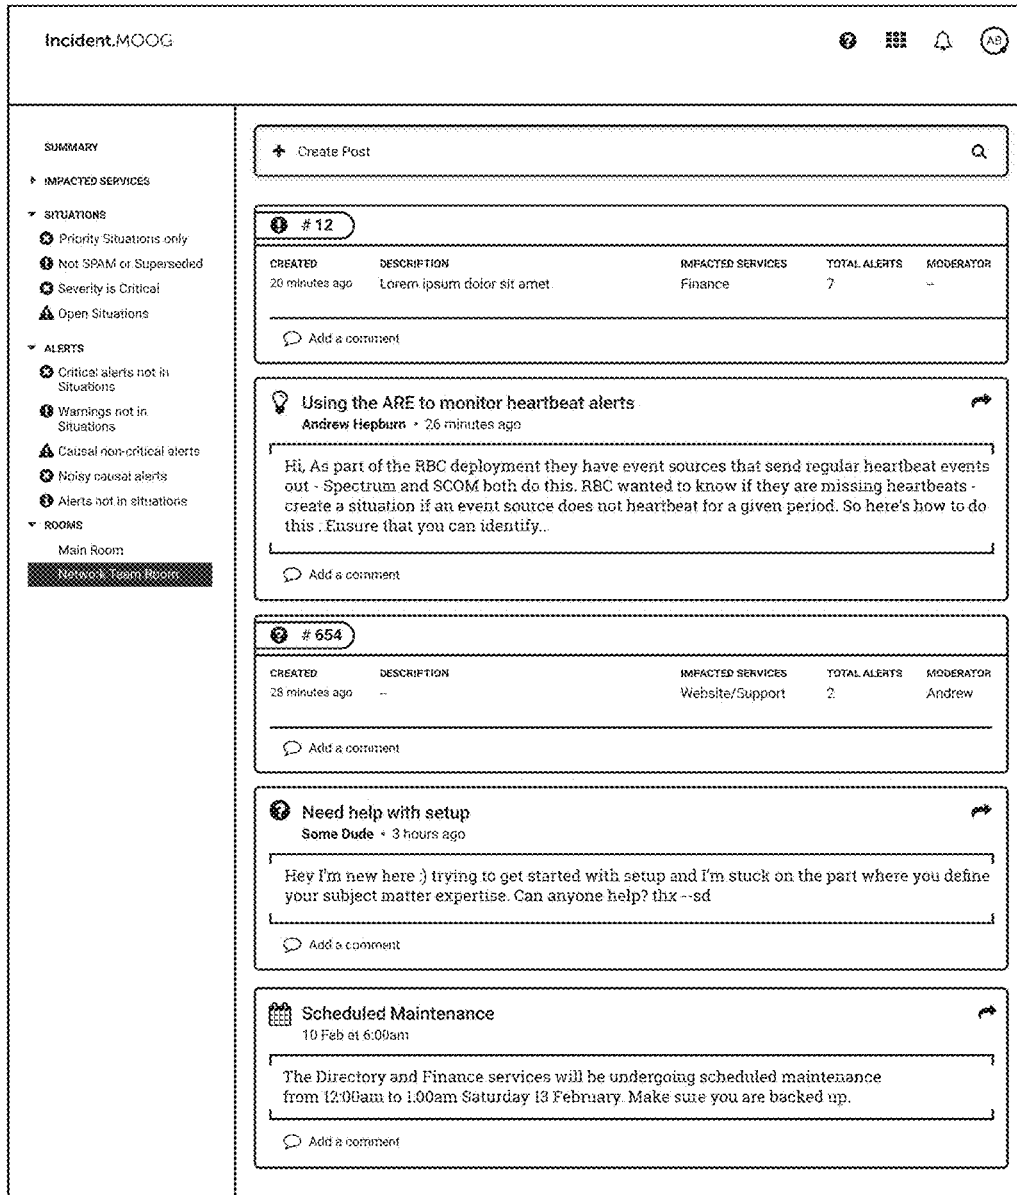 Incident.MOOG
AB
SUMMARY
IMPACTED SERVICES
SITUATIONS
Priority Situations only
Not SPAM or Superseded
Severity is Critical
Open Situations
ALERTS
Critical alerts not in
Situations
Warnings not in
Situations
Causal non-critical alerts
Noisy causal alerts
Alerts not in situations
ROOMS
Main Room
Network Team Room
Create Post
# 12
CREATED DESCRIPTION IMPACTED SERVICES TOTAL ALERTS MODERATOR
20 minutes ago Lorem ipsum dolor sit amet Finance 7 --
Add a comment
Using the ARE to monitor heartbeat alerts
Andrew Hepburn • 26 minutes ago
Hi, As part of the RBC deployment they have event sources that send regular heartbeat events
out - Spectrum and SCOM both do this. RBC wanted to know if they are missing heartbeats -
create a situation if an event source does not heartbeat for a given period. So here's how to do
this . Ensure that you can identify...
Add a comment
# 654
CREATED DESCRIPTION IMPACTED SERVICES TOTAL ALERTS MODERATOR
28 minutes ago -- Website/Support 2 Andrew
Add a comment
Need help with setup
Some Dude • 3 hours ago
Hey I'm new here :) trying to get started with setup and I'm stuck on the part where you define
your subject matter expertise. Can anyone help? thx --sd
Add a comment
Scheduled Maintenance
10 Feb at 6:00am
The Directory and Finance services will be undergoing scheduled maintenance
from 12:00am to 1:00am Saturday 13 February. Make sure you are backed up.
Add a comment